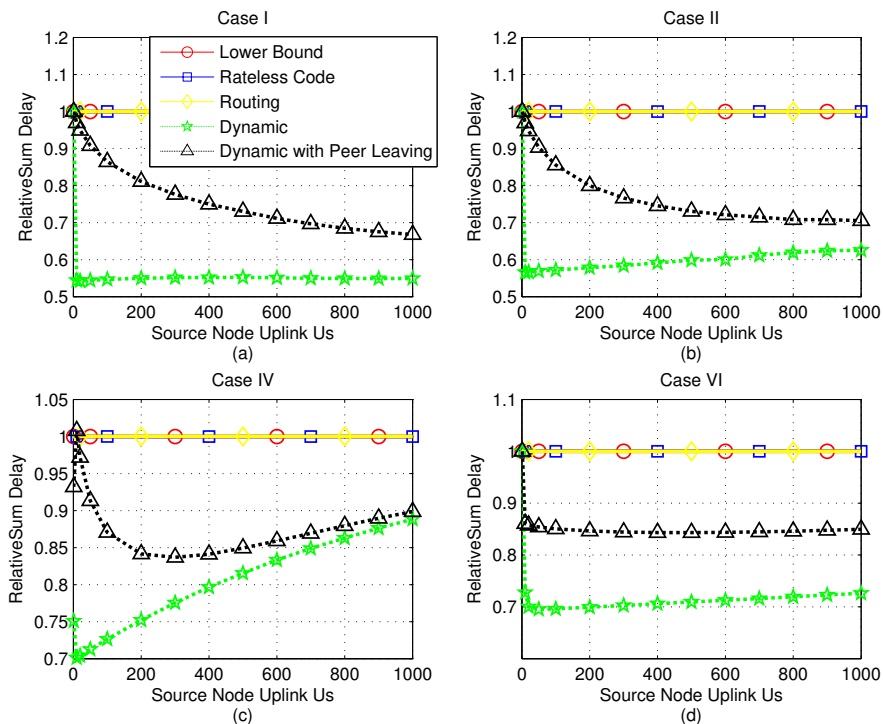 Case I
1.2
1.1
1
0.9
0.8
0.7
0.6
0.5
RelativeSum Delay
Lower Bound
Rateless Code
Routing
Dynamic
Dynamic with Peer Leaving
0 200 400 600 800 1000
Source Node Uplink Us
(a)
Case II
1.2
1.1
1
0.9
0.8
0.7
0.6
0.5
RelativeSum Delay
0 200 400 600 800 1000
Source Node Uplink Us
(b)
Case IV
1.05
1
0.95
0.9
0.85
0.8
0.75
0.7
RelativeSum Delay
0 200 400 600 800 1000
Source Node Uplink Us
(c)
Case VI
1.1
1
0.9
0.8
0.7
RelativeSum Delay
0 200 400 600 800 1000
Source Node Uplink Us
(d)